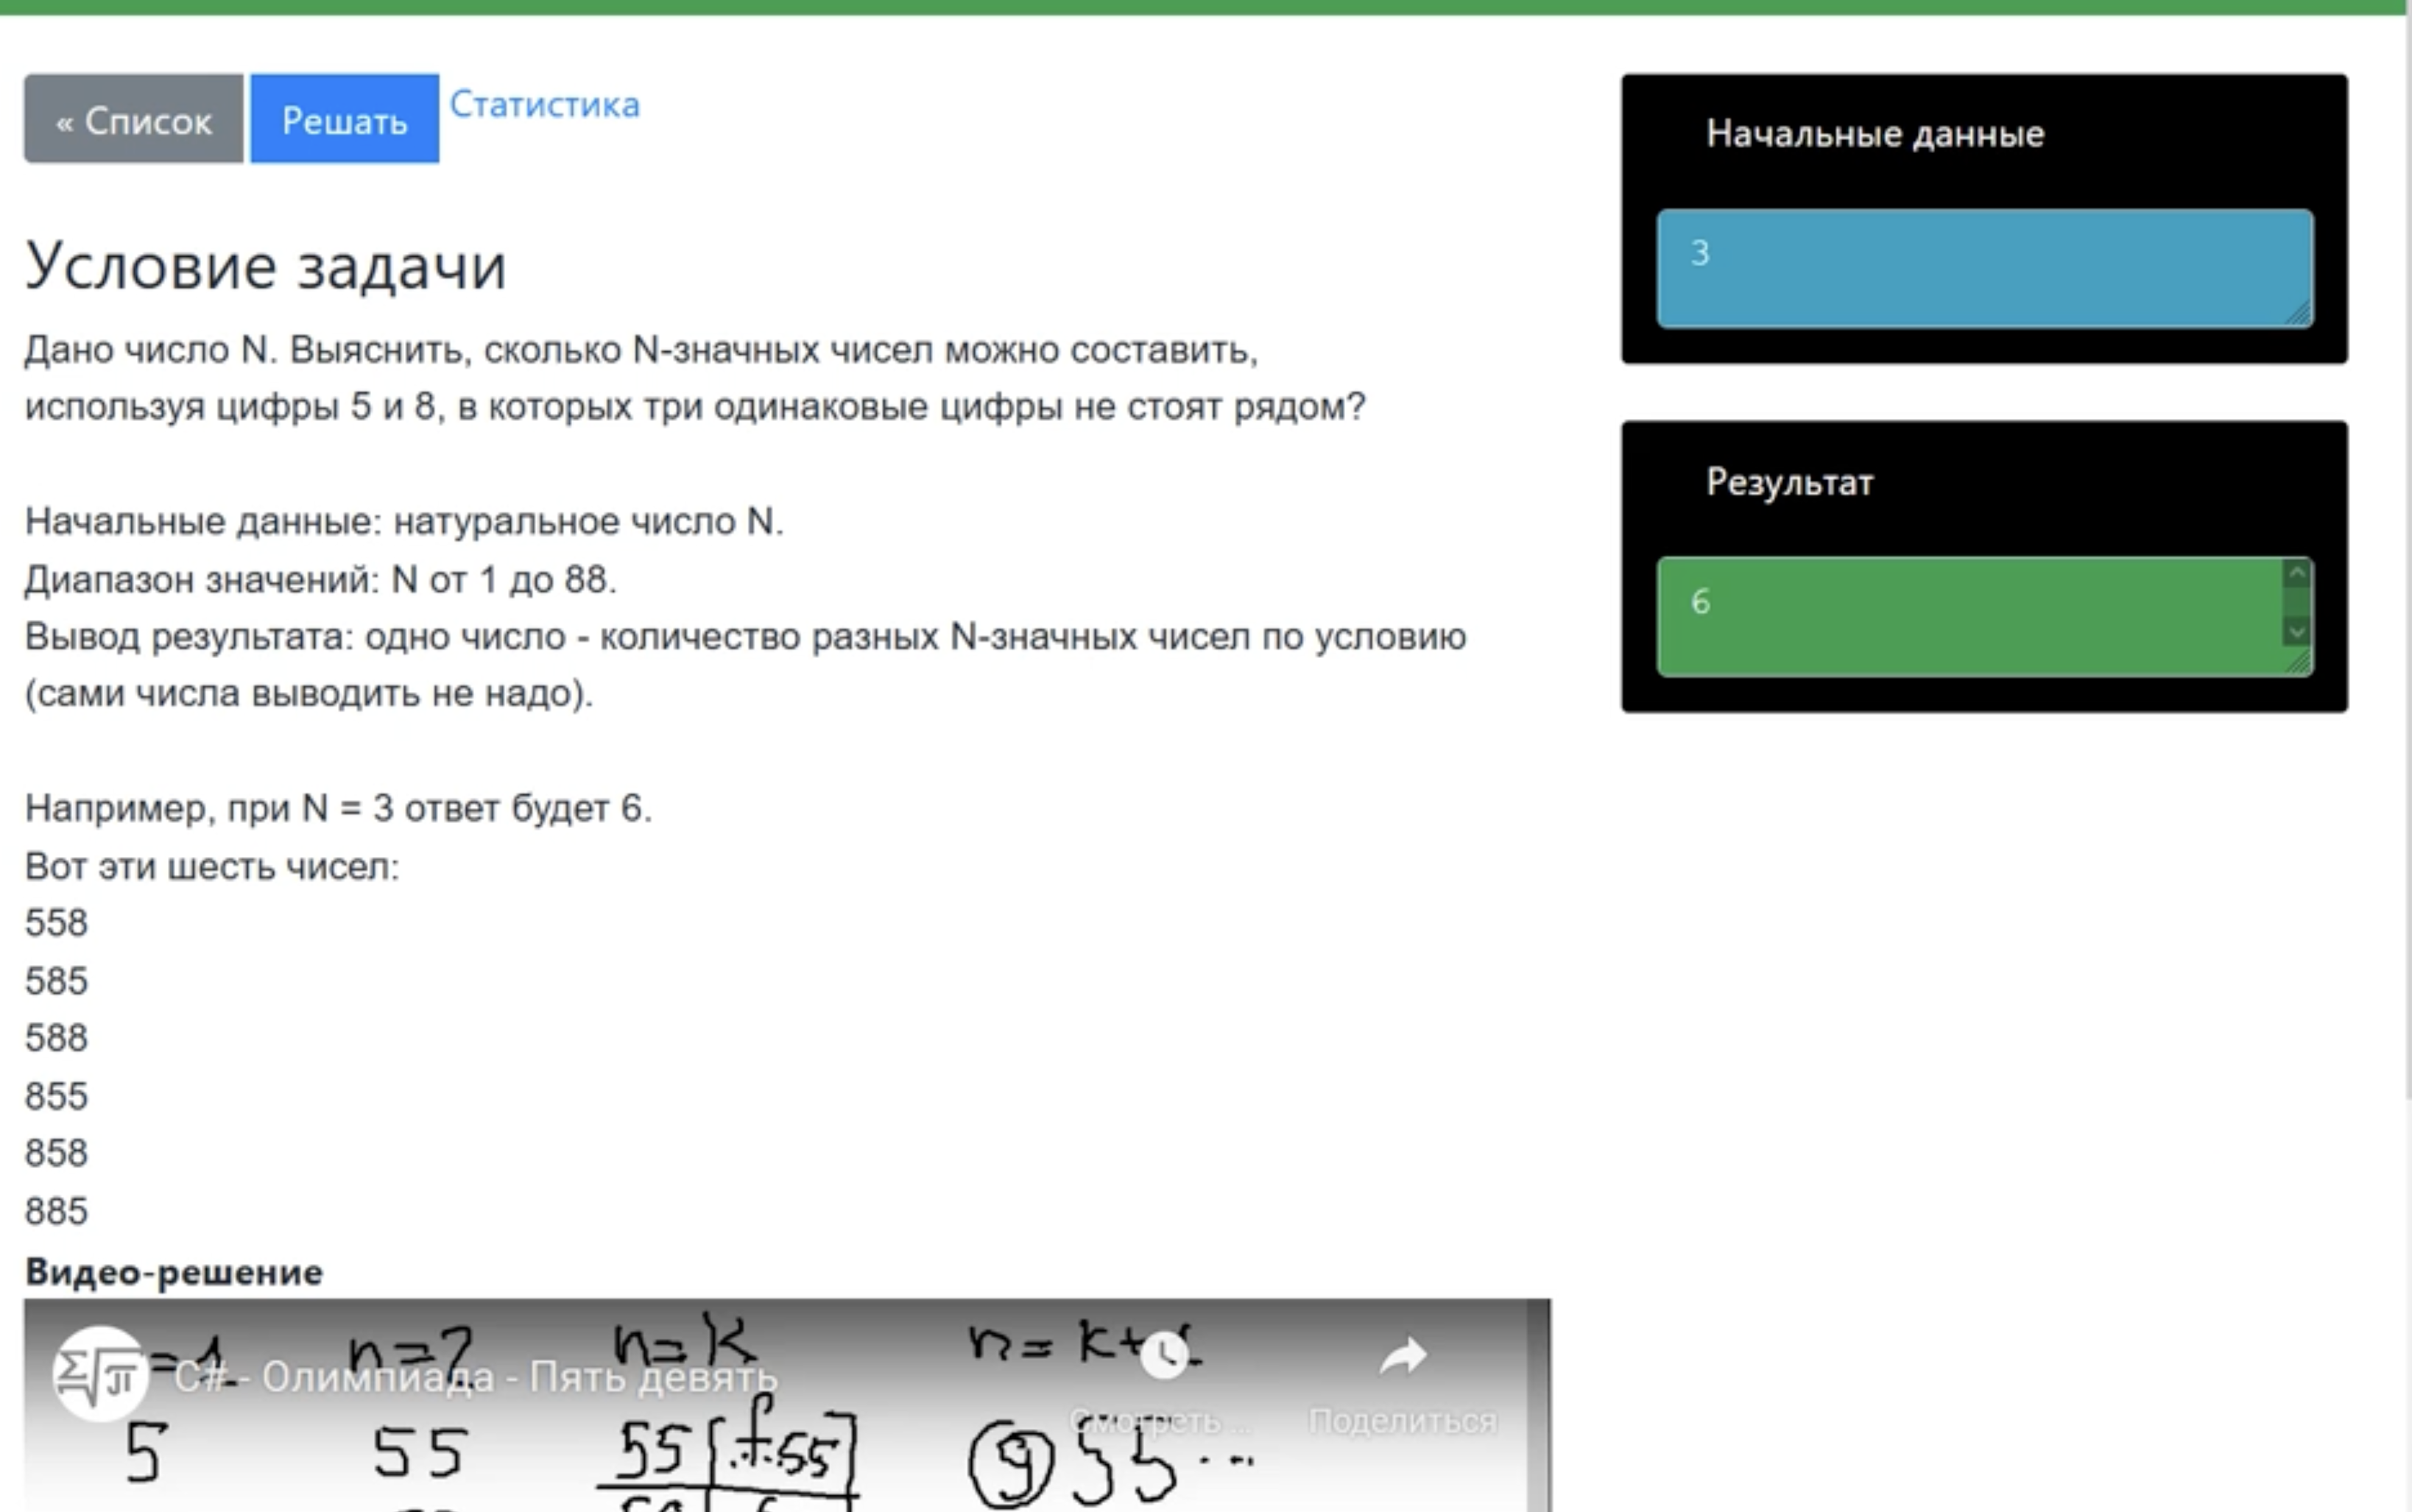 « Список Решать Статистика
Условие задачи
Дано число N. Выяснить, сколько N-значных чисел можно составить,
используя цифры 5 и 8, в которых три одинаковые цифры не стоят рядом?
Начальные данные: натуральное число N.
Диапазон значений: N от 1 до 88.
Вывод результата: одно число - количество разных N-значных чисел по условию
(сами числа выводить не надо).
Например, при N = 3 ответ будет 6.
Вот эти шесть чисел:
558
585
588
855
858
885
Видео-решение
n=2 n=k n=k+
C# - Олимпиада - Пять девять
Смотреть ... Поделиться
5 55 55 f.55 9 55 ...
Начальные данные
3
Результат
6